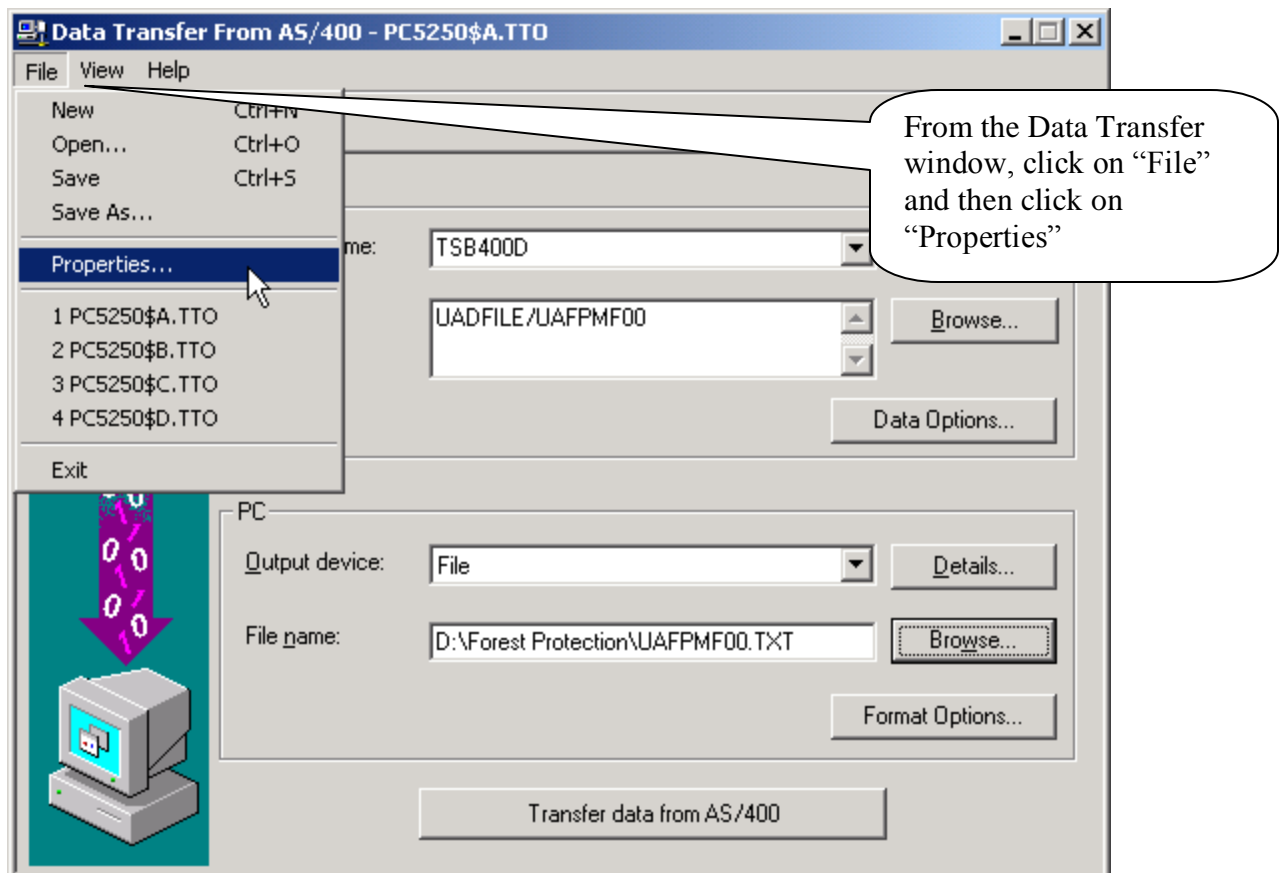 Data Transfer From AS/400 - PC5250$A.TTO
File View Help
New Ctrl+N
Open... Ctrl+O
Save Ctrl+S
Save As...
Properties...
1 PC5250$A.TTO
2 PC5250$B.TTO
3 PC5250$C.TTO
4 PC5250$D.TTO
Exit
From the Data Transfer
window, click on “File”
and then click on
“Properties”
me: TSB400D
UADFILE/UAFPMF00 Browse...
Data Options...
PC
Output device: File Details...
File name: D:\Forest Protection\UAFPMF00.TXT Browse...
Format Options...
Transfer data from AS/400